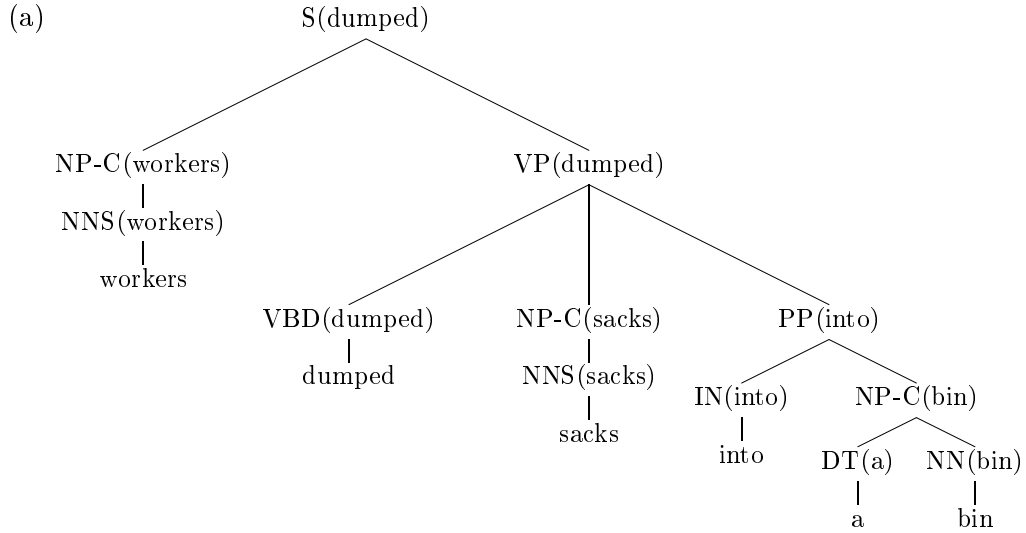 (a) S(dumped)
NP-C(workers) VP(dumped)
NNS(workers)
workers
VBD(dumped) NP-C(sacks) PP(into)
dumped NNS(sacks)
IN(into) NP-C(bin)
sacks
into DT(a) NN(bin)
a bin